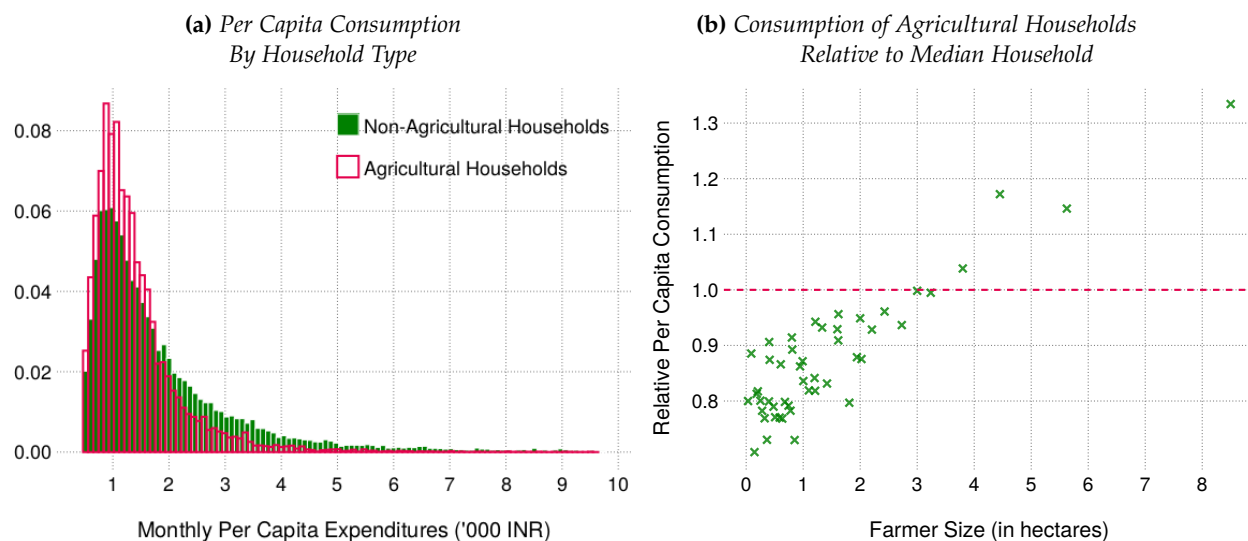 (a) Per Capita Consumption
By Household Type
0.08
0.06
0.04
0.02
0.00
Non-Agricultural Households
Agricultural Households
1 2 3 4 5 6 7 8 9 10
Monthly Per Capita Expenditures ('000 INR)
(b) Consumption of Agricultural Households
Relative to Median Household
Relative Per Capita Consumption
1.3
1.2
1.1
1.0
0.9
0.8
0 1 2 3 4 5 6 7 8
Farmer Size (in hectares)